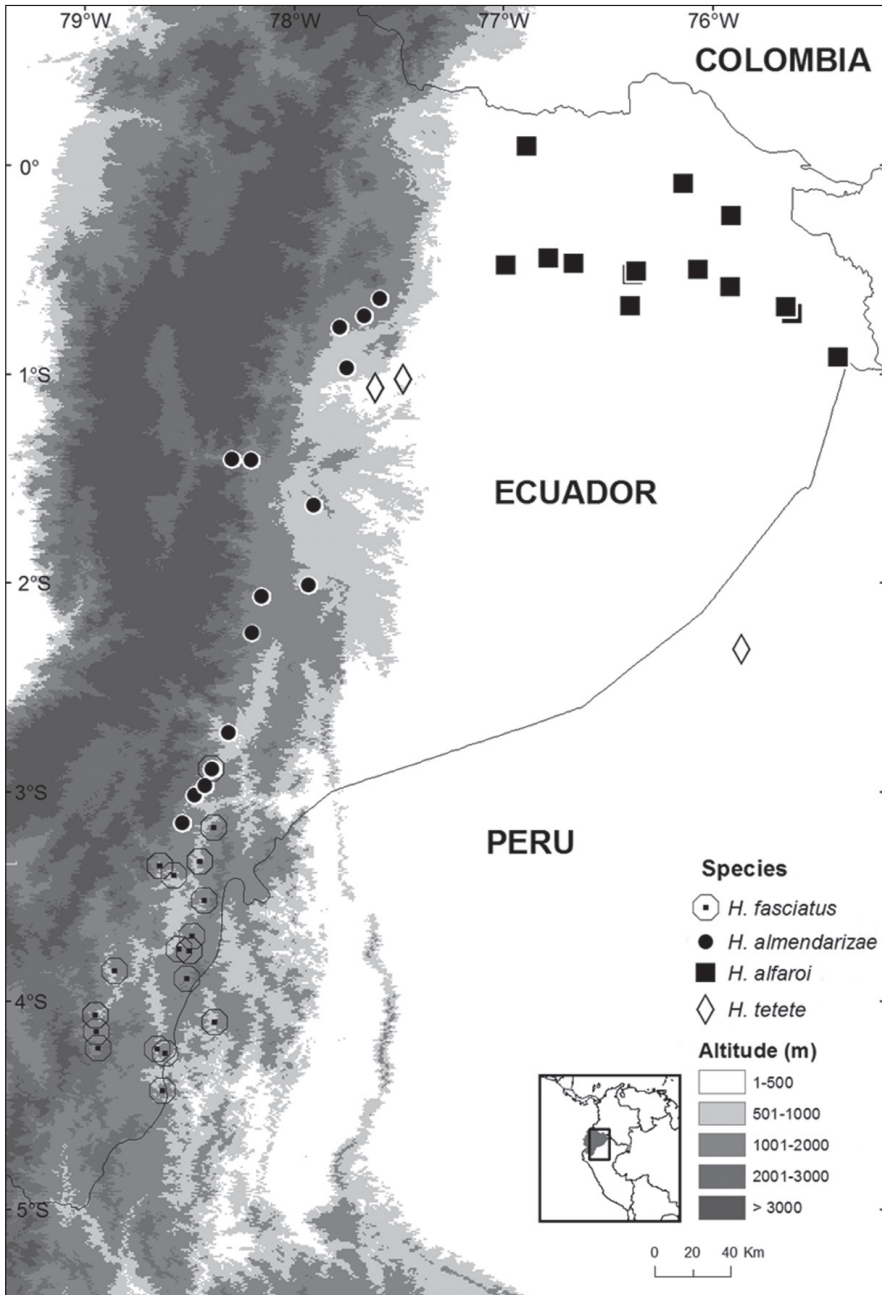 79°W 78°W 77°W 76°W
COLOMBIA
0°
1°S
ECUADOR
2°S
3°S
PERU
Species
H. fasciatus
H. almendarizae
H. alfaroi
H. tetete
4°S
Altitude (m)
1-500
501-1000
1001-2000
2001-3000
> 3000
5°S
0 20 40 Km